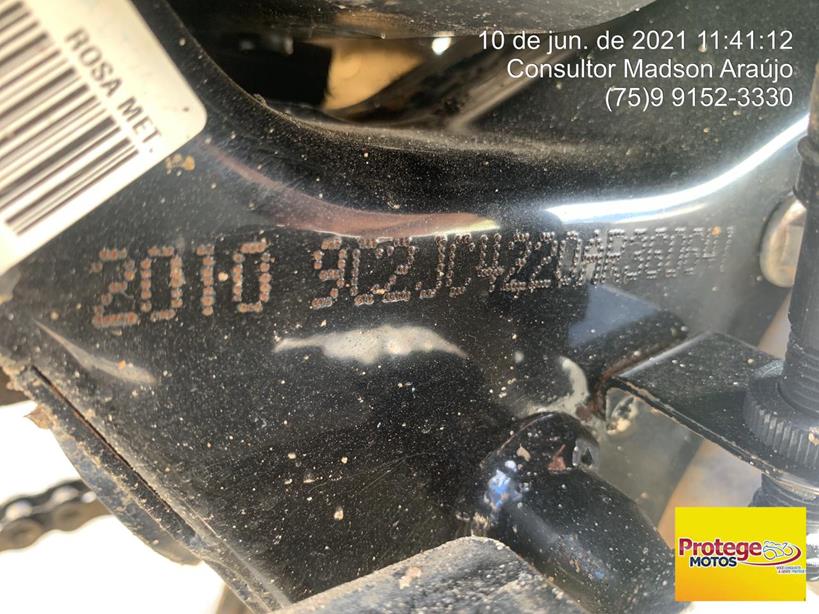 10 de jun. de 2021 11:41:12
Consultor Madson Araújo
(75)9 9152-3330
ROSA MET.
2010 9C2JC4220AR360641
Protege
MOTOS